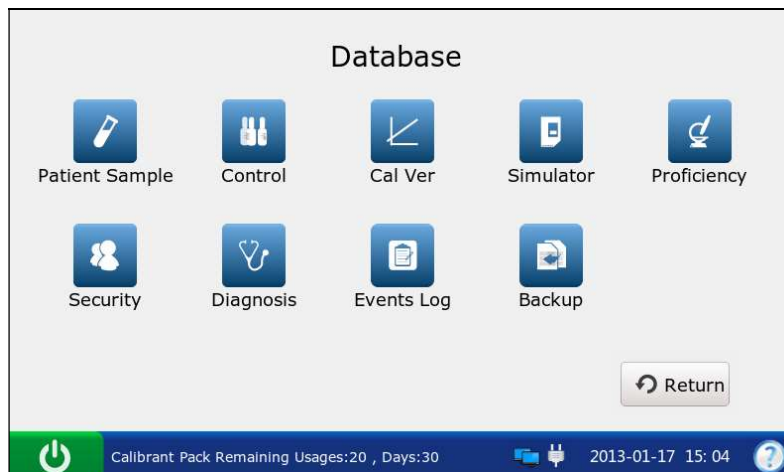 Database
Patient Sample Control Cal Ver Simulator Proficiency
Security Diagnosis Events Log Backup
Return
Calibrant Pack Remaining Usages:20 , Days:30 2013-01-17 15: 04 ?